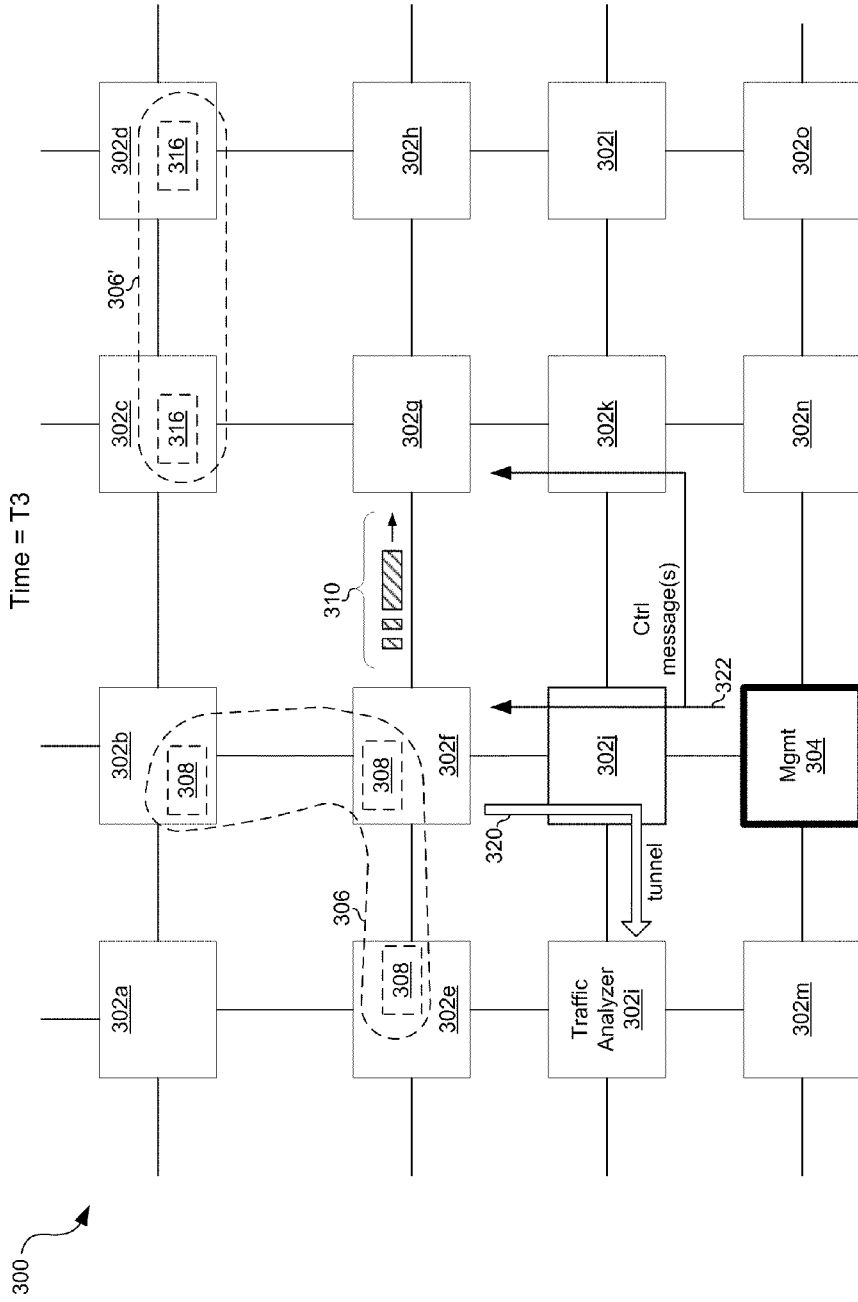 300
Time = T3
302a
302b
308
302c
316
306'
302d
316
306
310
302e
308
302f
308
302g
302h
320
Traffic
Analyzer
302i
tunnel
302j
Ctrl
message(s)
302k
302l
322
302m
Mgmt
304
302n
302o